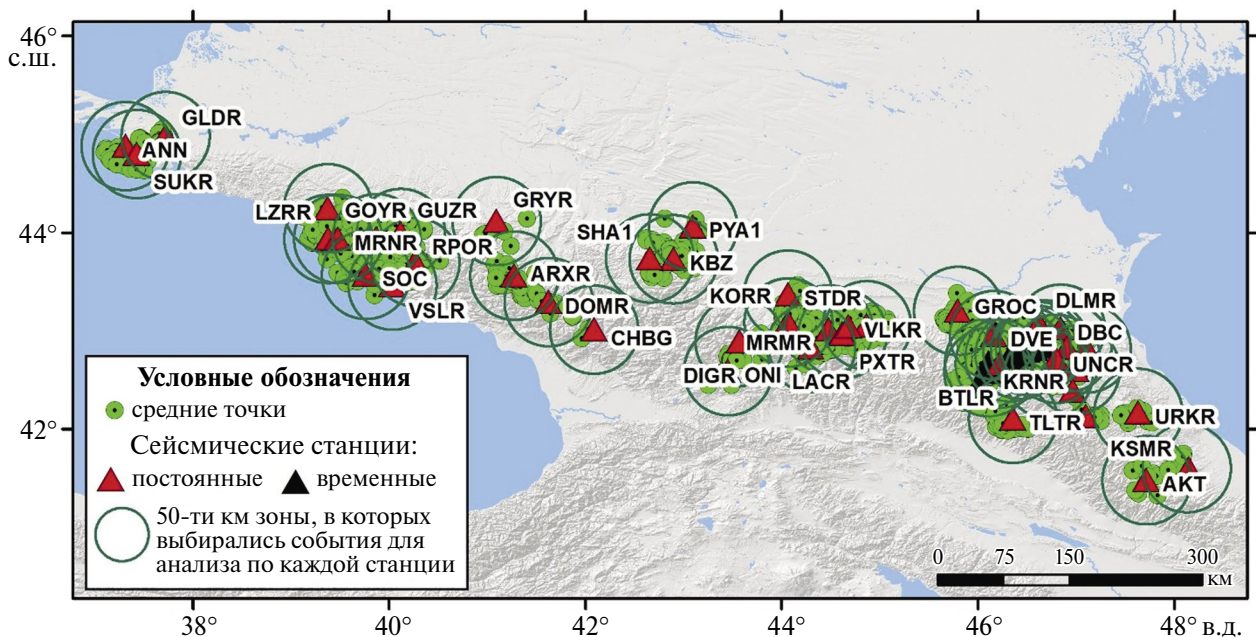 46°
с.ш.
44°
42°
GLDR
ANN
SUKR
LZRR
GOYR
GUZR
GRYR
MRNR
RPOR
SOC
VSLR
ARXR
DOMR
CHBG
SHA1
PYA1
KBZ
KORR
STDR
MRMR
VLKR
DIGR
ONI
PXTR
LACR
GROC
DLMR
DVE
DBC
UNCR
KRNR
BTLR
TLTR
URKR
KSMR
AKT
Условные обозначения
средние точки
Сейсмические станции:
постоянные
временные
50-ти км зоны, в которых
выбирались события для
анализа по каждой станции
0 75 150 300
км
38° 40° 42° 44° 46° 48° в.д.